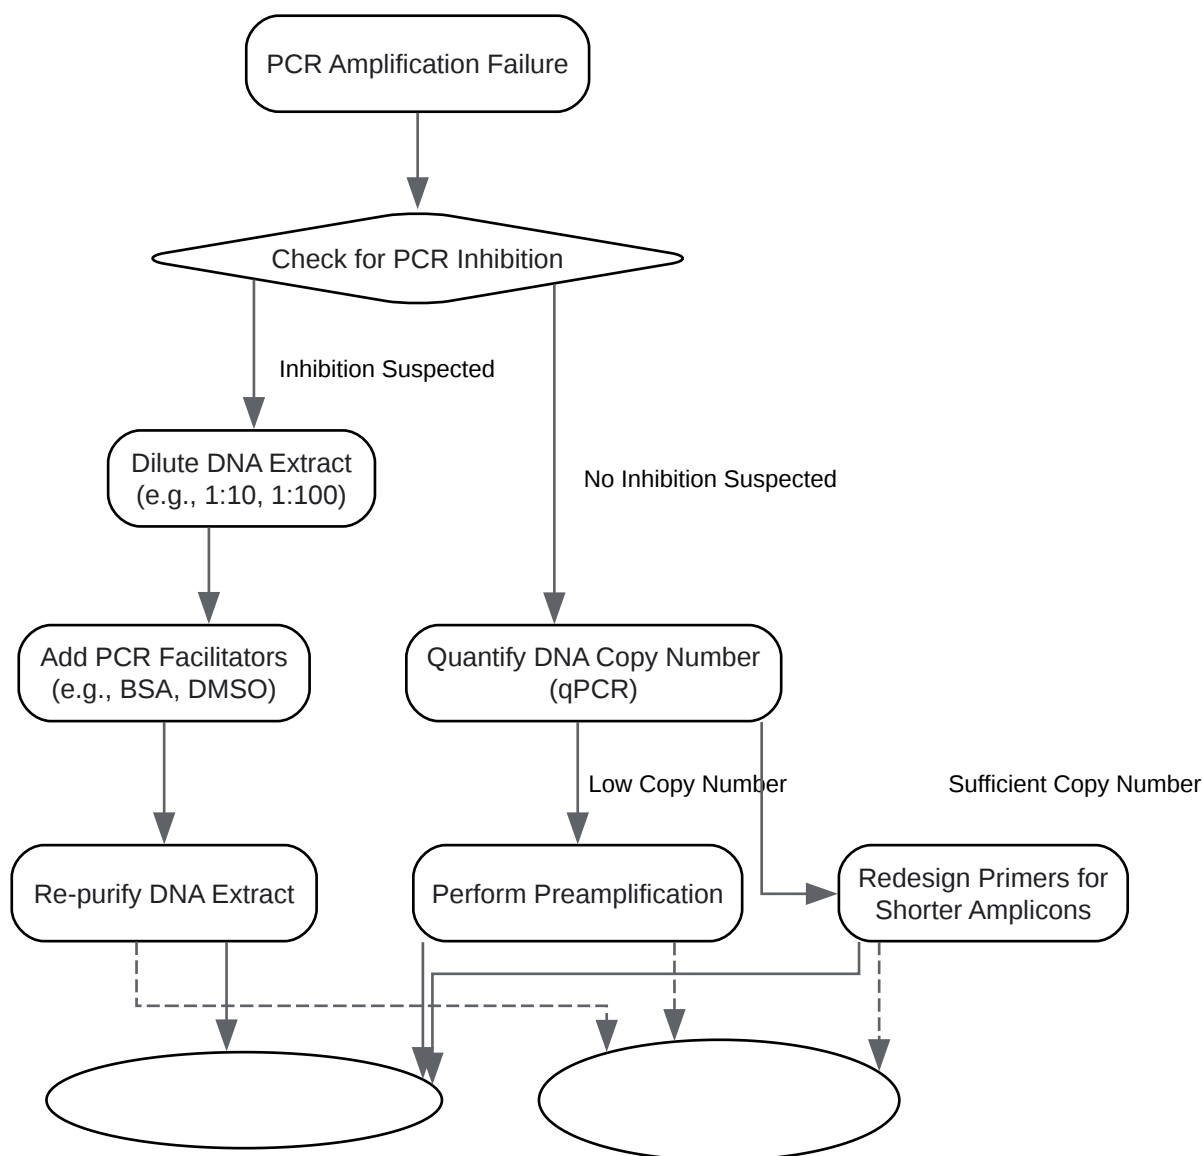 PCR Amplification Failure
Check for PCR Inhibition
Inhibition Suspected
Dilute DNA Extract
(e.g., 1:10, 1:100)
No Inhibition Suspected
Add PCR Facilitators
(e.g., BSA, DMSO)
Quantify DNA Copy Number
(qPCR)
Low Copy Number
Sufficient Copy Number
Re-purify DNA Extract
Perform Preamplification
Redesign Primers for
Shorter Amplicons